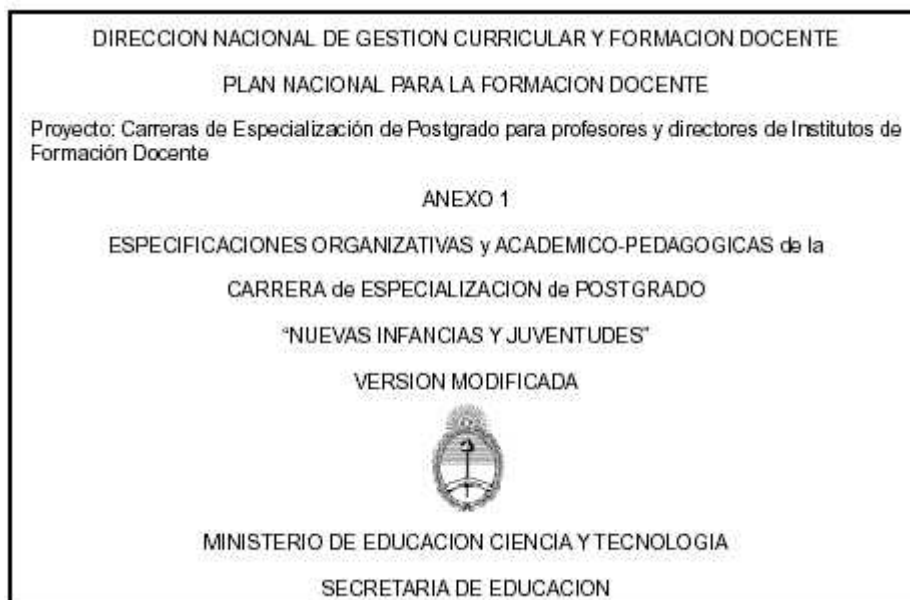 DIRECCION NACIONAL DE GESTION CURRICULAR Y FORMACION DOCENTE
PLAN NACIONAL PARA LA FORMACION DOCENTE
Proyecto: Carreras de Especialización de Postgrado para profesores y directores de Institutos de
Formación Docente
ANEXO 1
ESPECIFICACIONES ORGANIZATIVAS y ACADEMICO-PEDAGOGICAS de la
CARRERA de ESPECIALIZACION de POSTGRADO
“NUEVAS INFANCIAS Y JUVENTUDES”
VERSION MODIFICADA
MINISTERIO DE EDUCACION CIENCIA Y TECNOLOGIA
SECRETARIA DE EDUCACION